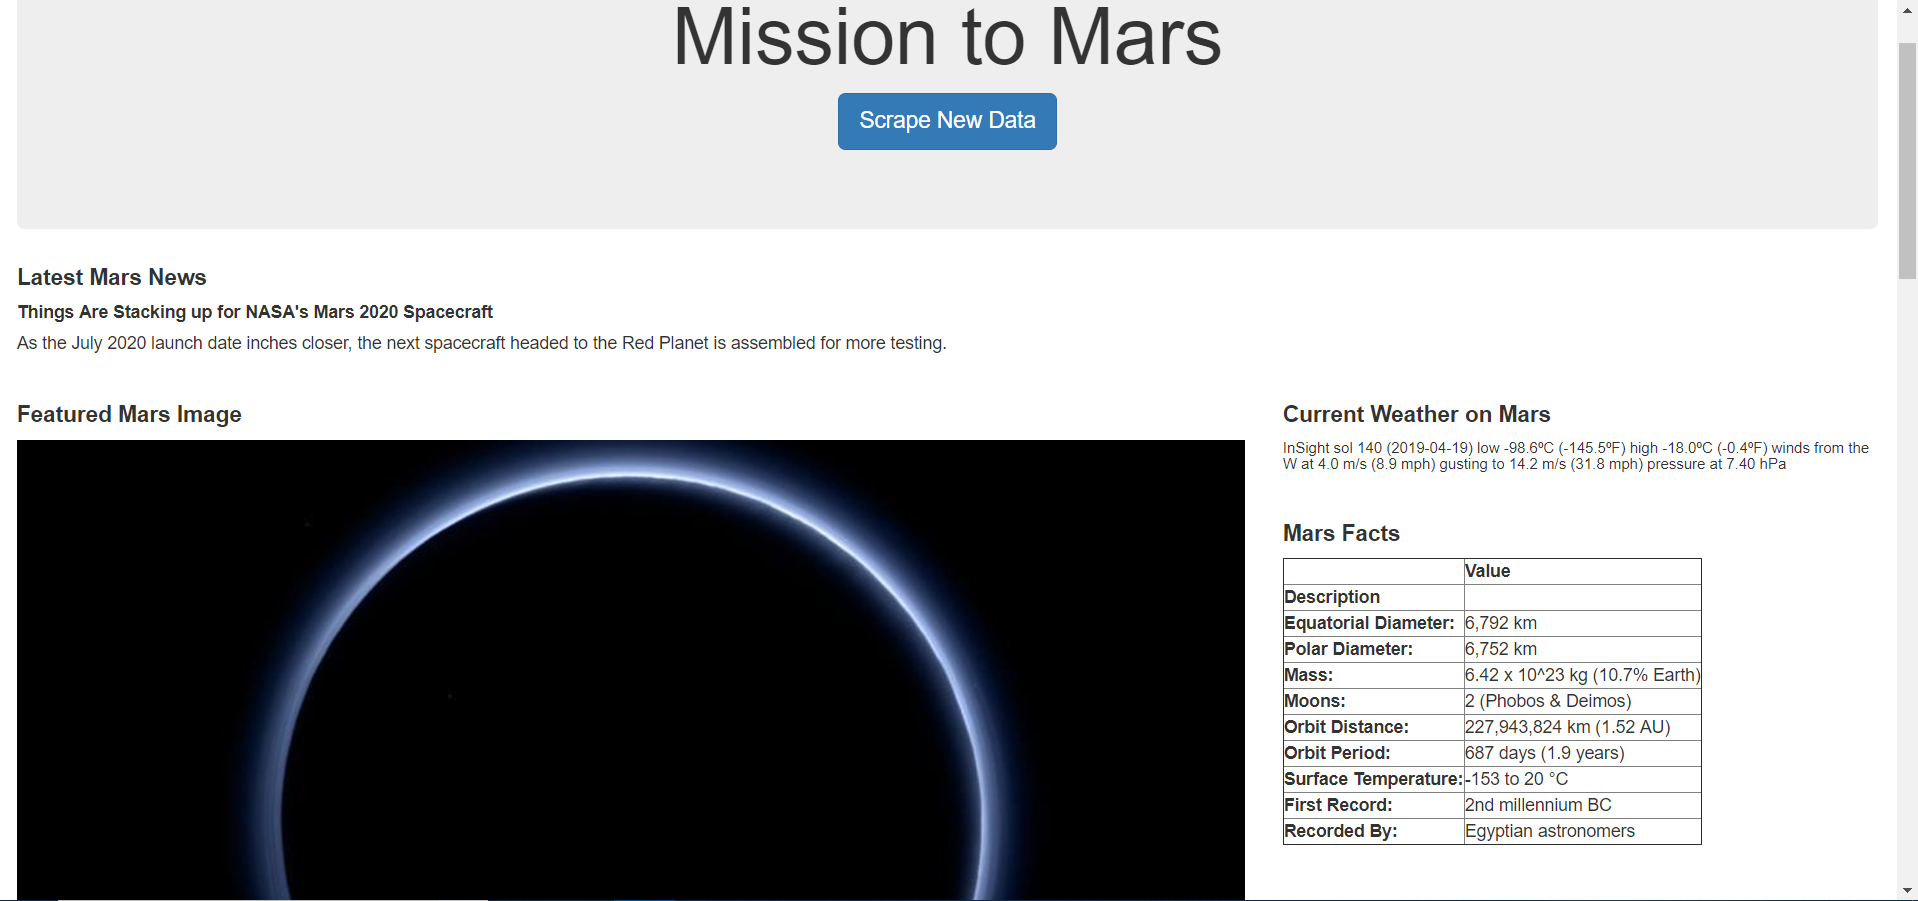 Mission to Mars
Scrape New Data
Latest Mars News
Things Are Stacking up for NASA's Mars 2020 Spacecraft
As the July 2020 launch date inches closer, the next spacecraft headed to the Red Planet is assembled for more testing.
Featured Mars Image
Current Weather on Mars
InSight sol 140 (2019-04-19) low -98.6ºC (-145.5ºF) high -18.0ºC (-0.4ºF) winds from the
W at 4.0 m/s (8.9 mph) gusting to 14.2 m/s (31.8 mph) pressure at 7.40 hPa
Mars Facts
Value
Description
Equatorial Diameter: 6,792 km
Polar Diameter: 6,752 km
Mass: 6.42 x 10^23 kg (10.7% Earth)
Moons: 2 (Phobos & Deimos)
Orbit Distance: 227,943,824 km (1.52 AU)
Orbit Period: 687 days (1.9 years)
Surface Temperature: -153 to 20 °C
First Record: 2nd millennium BC
Recorded By: Egyptian astronomers